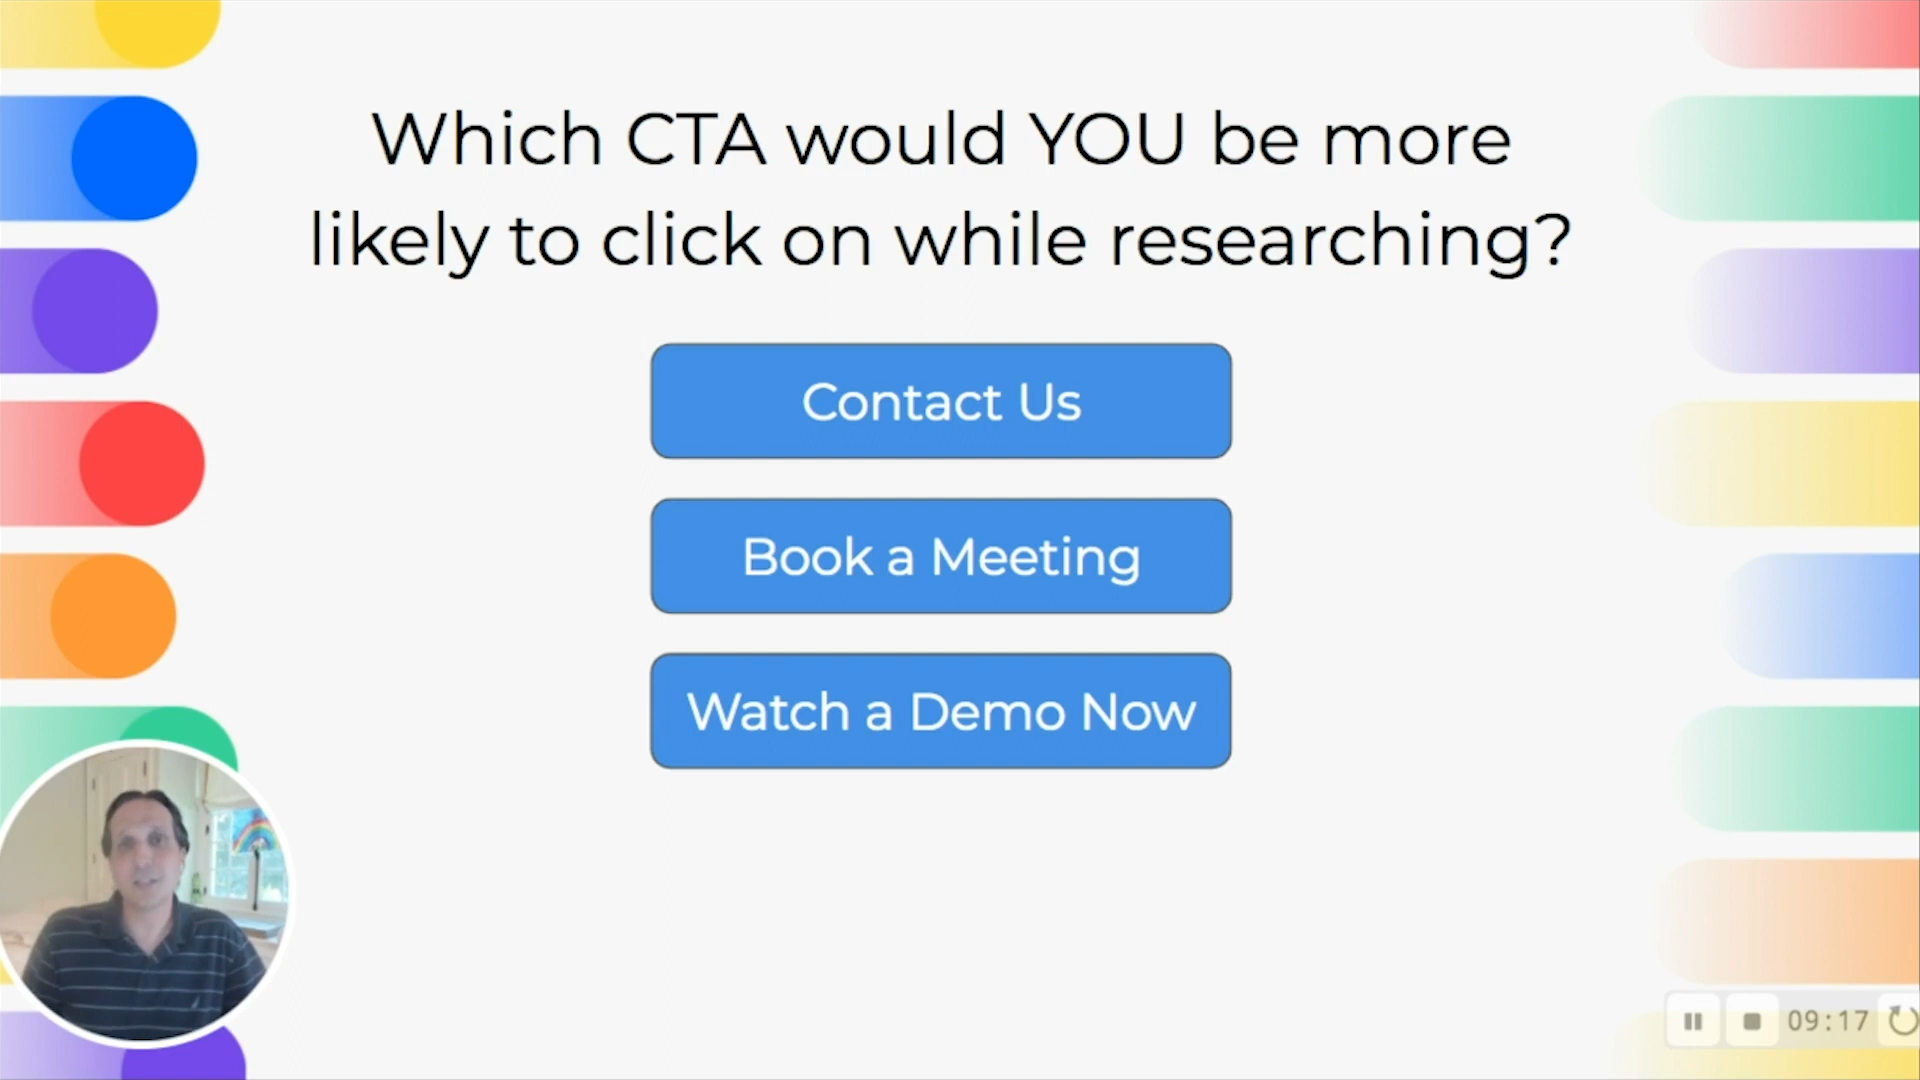 Which CTA would YOU be more
likely to click on while researching?
Contact Us
Book a Meeting
Watch a Demo Now
09:17